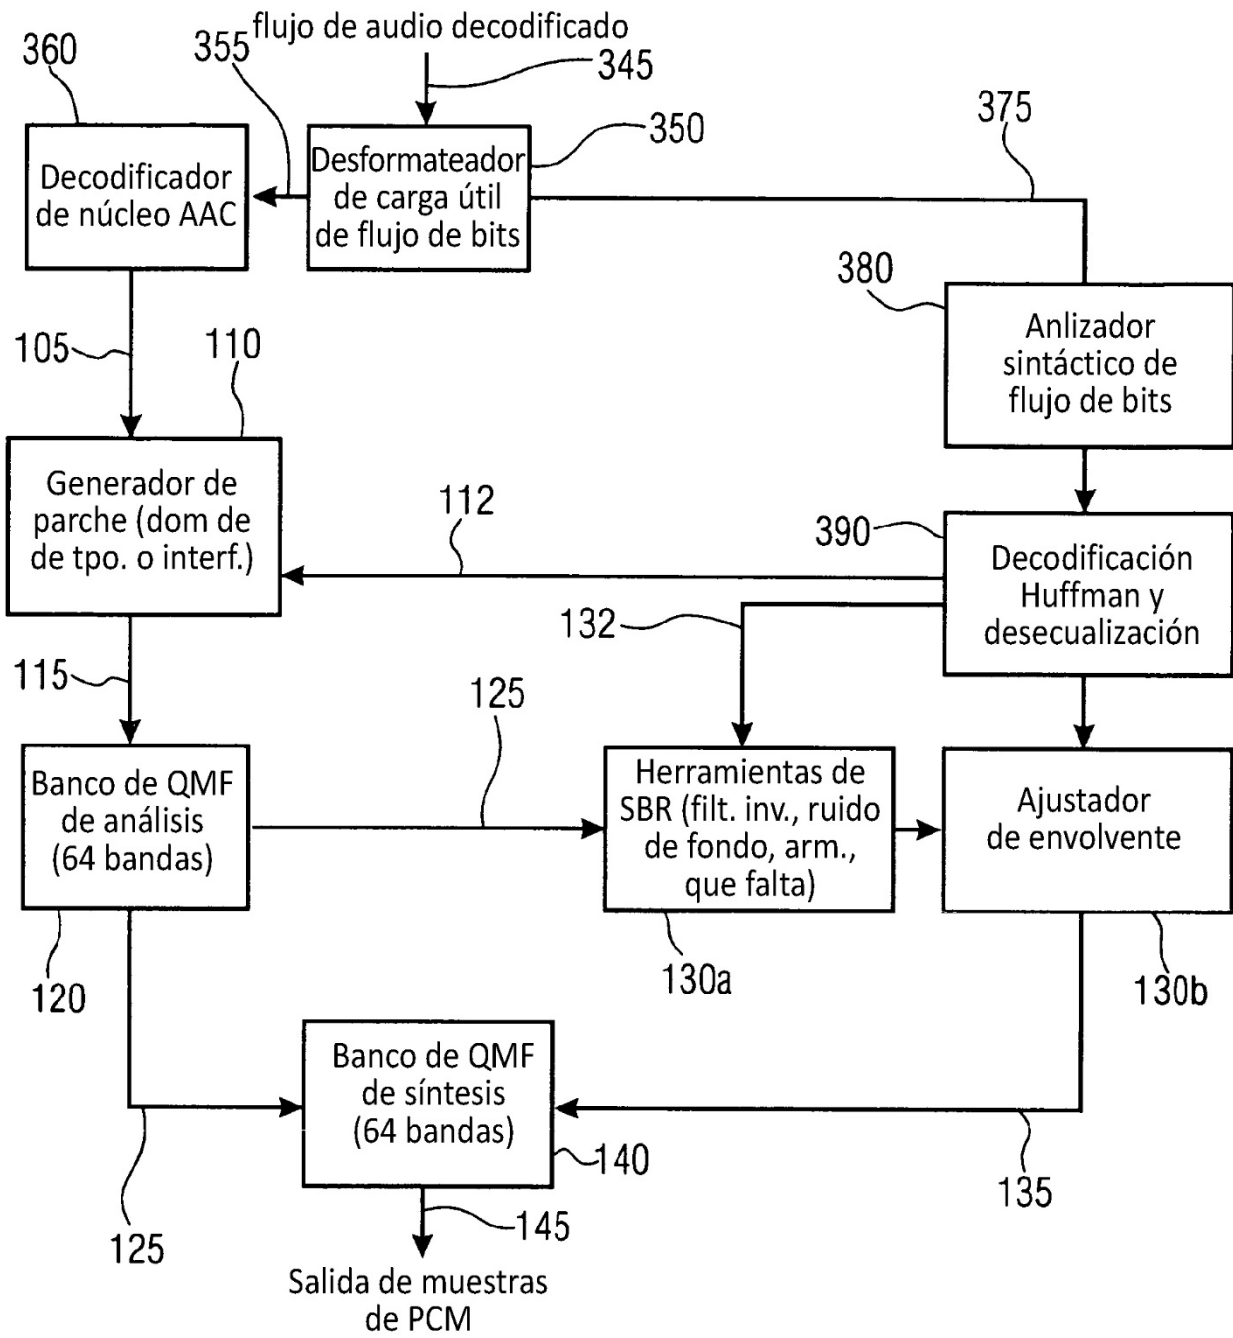 flujo de audio decodificado
360
355
345
350
375
Decodificador
de núcleo AAC
Desformateador
de carga útil
de flujo de bits
380
Anlizador
sintáctico de
flujo de bits
105
110
Generador de
parche (dom de
de tpo. o interf.)
112
390
Decodificación
Huffman y
desecualización
132
115
125
Banco de QMF
de análisis
(64 bandas)
Herramientas de
SBR (filt. inv., ruido
de fondo, arm.,
que falta)
Ajustador
de envolvente
120
130a
130b
Banco de QMF
de síntesis
(64 bandas)
140
135
125
145
Salida de muestras
de PCM